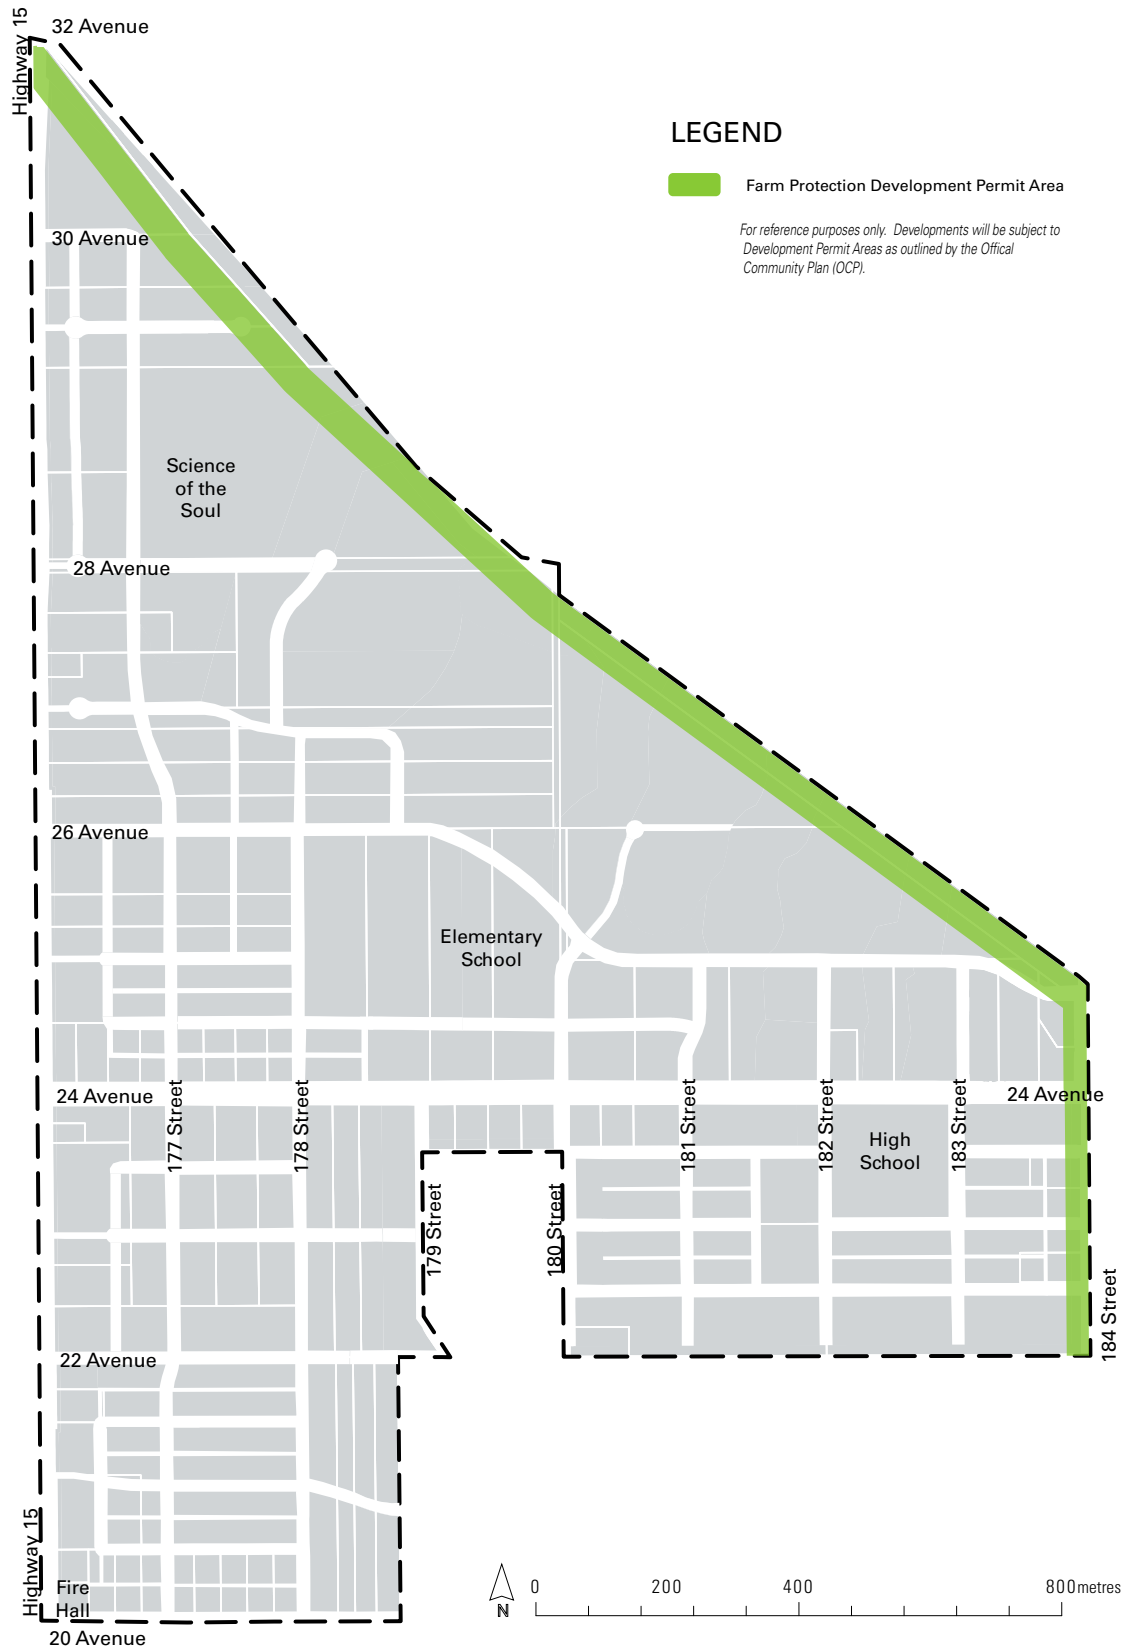 32 Avenue
Highway 15
LEGEND
Farm Protection Development Permit Area
For reference purposes only. Developments will be subject to
Development Permit Areas as outlined by the Offical
Community Plan (OCP).
30 Avenue
Science
of the
Soul
28 Avenue
26 Avenue
Elementary
School
24 Avenue
24 Avenue
177 Street
178 Street
181 Street
182 Street
183 Street
High
School
179 Street
180 Street
184 Street
22 Avenue
Highway 15
Fire
Hall
20 Avenue
N
0 200 400 800 metres